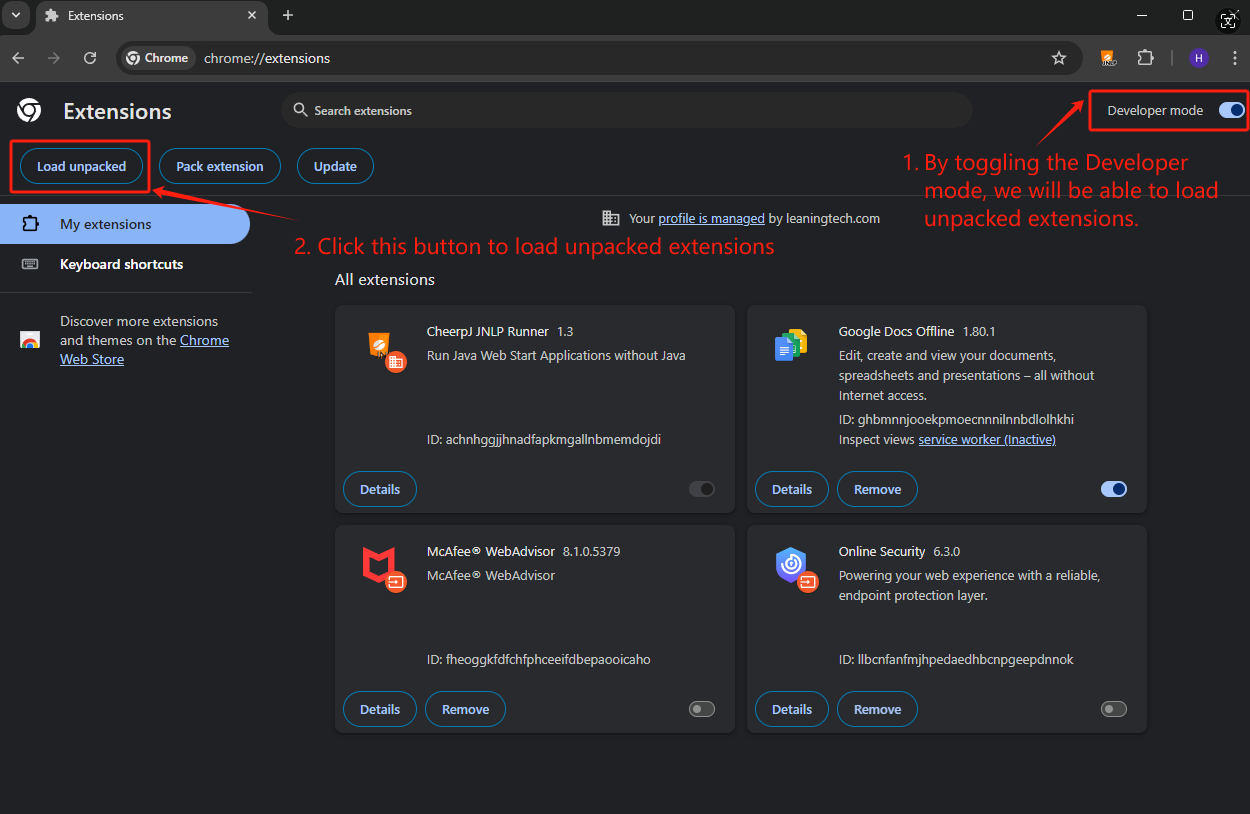 Extensions
Chrome
chrome://extensions
H
Extensions
Search extensions
Developer mode
Load unpacked
Pack extension
Update
1. By toggling the Developer
mode, we will be able to load
unpacked extensions.
My extensions
Your profile is managed by leaningtech.com
2. Click this button to load unpacked extensions
Keyboard shortcuts
All extensions
Discover more extensions
and themes on the Chrome
Web Store
CheerpJ JNLP Runner 1.3
Run Java Web Start Applications without Java
ID: achnhggjjhnadfapkmgallnbmemdojdi
Details
Google Docs Offline 1.80.1
Edit, create and view your documents,
spreadsheets and presentations – all without
Internet access.
ID: ghbmnnjooekpmoecnnnilnnbdlolhkhi
Inspect views service worker (Inactive)
Details
Remove
McAfee® WebAdvisor 8.1.0.5379
McAfee® WebAdvisor
ID: fheoggkfdfchfphceeifdbepaooicaho
Details
Remove
Online Security 6.3.0
Powering your web experience with a reliable,
endpoint protection layer.
ID: llbcnfanfmjhpedaedhbcnpgeepdnnok
Details
Remove